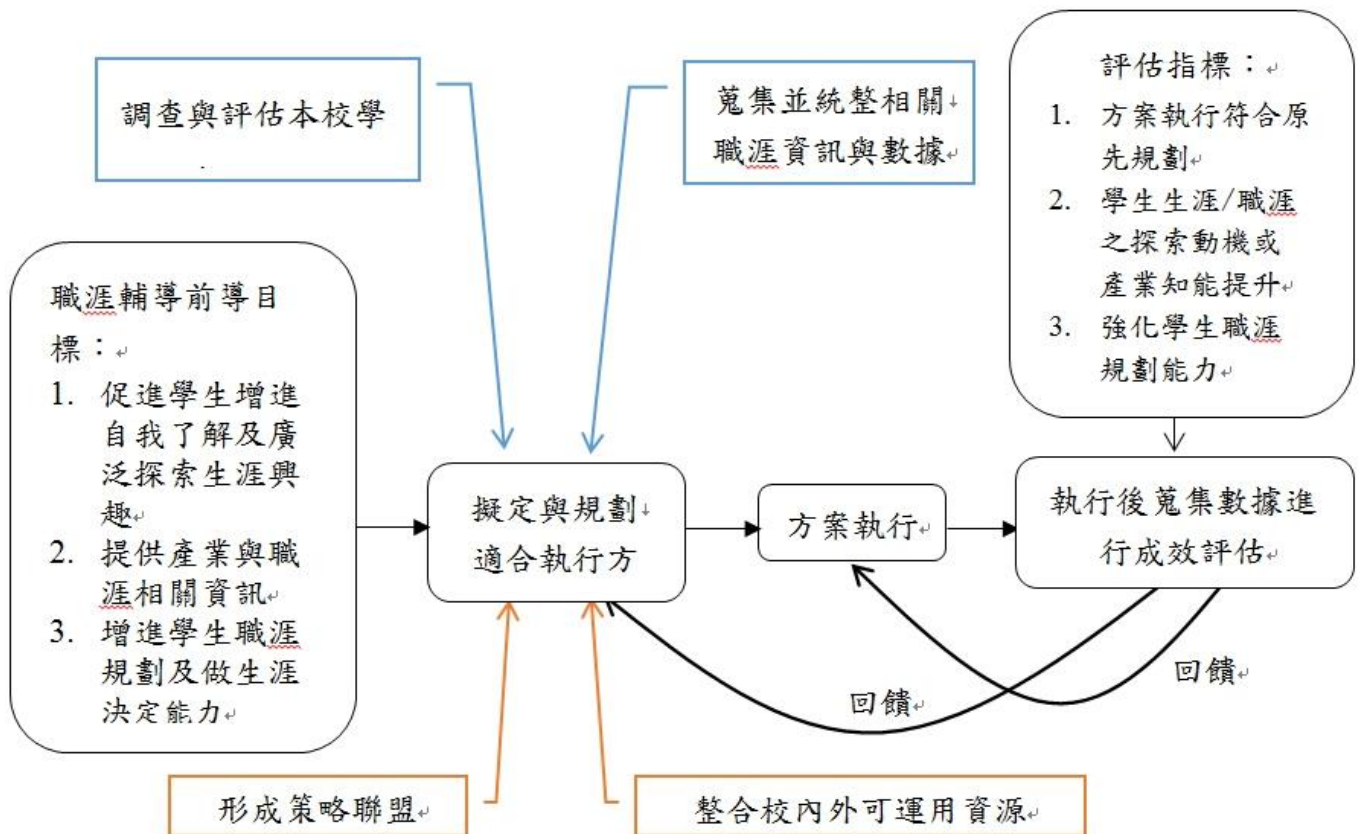 調查與評估本校學
蒐集並統整相關
職涯資訊與數據
評估指標：
1. 方案執行符合原
先規劃
2. 學生生涯/職涯
之探索動機或
產業知能提升
3. 強化學生職涯
規劃能力
職涯輔導前導目
標：
1. 促進學生增進
自我了解及廣
泛探索生涯興
趣
2. 提供產業與職
涯相關資訊
3. 增進學生職涯
規劃及做生涯
決定能力
擬定與規劃
適合執行方
方案執行
執行後蒐集數據進
行成效評估
回饋
回饋
形成策略聯盟
整合校內外可運用資源